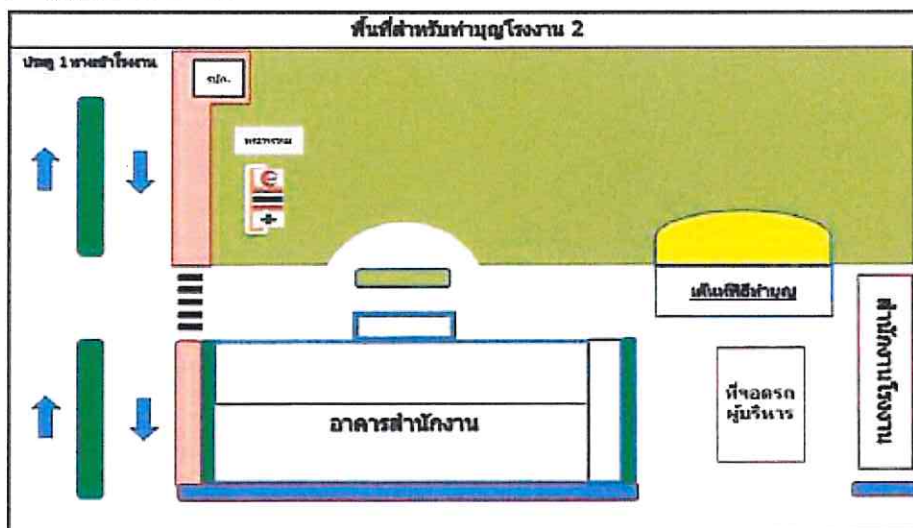 พื้นที่สำหรับทำบุญโรงงาน 2
ประตู 1 ทางเข้าโรงงาน
รปภ.
เต็นท์พิธีทำบุญ
สำนักงานโรงงาน
ที่จอดรถ
ผู้บริหาร
อาคารสำนักงาน